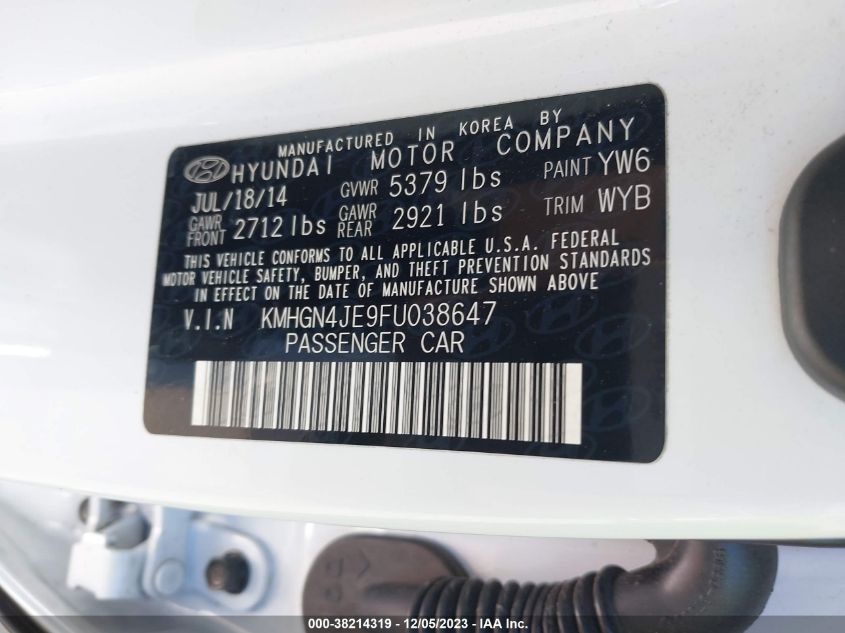 MANUFACTURED IN KOREA BY
HYUNDAI MOTOR COMPANY
JUL/18/14 GVWR 5379 lbs PAINT YW6
GAWR FRONT 2712 lbs GAWR REAR 2921 lbs TRIM WYB
THIS VEHICLE CONFORMS TO ALL APPLICABLE U.S.A. FEDERAL
MOTOR VEHICLE SAFETY, BUMPER, AND THEFT PREVENTION STANDARDS
IN EFFECT ON THE DATE OF MANUFACTURE SHOWN ABOVE
V.I.N KMHGN4JE9FU038647
PASSENGER CAR
000-38214319 - 12/05/2023 - IAA Inc.